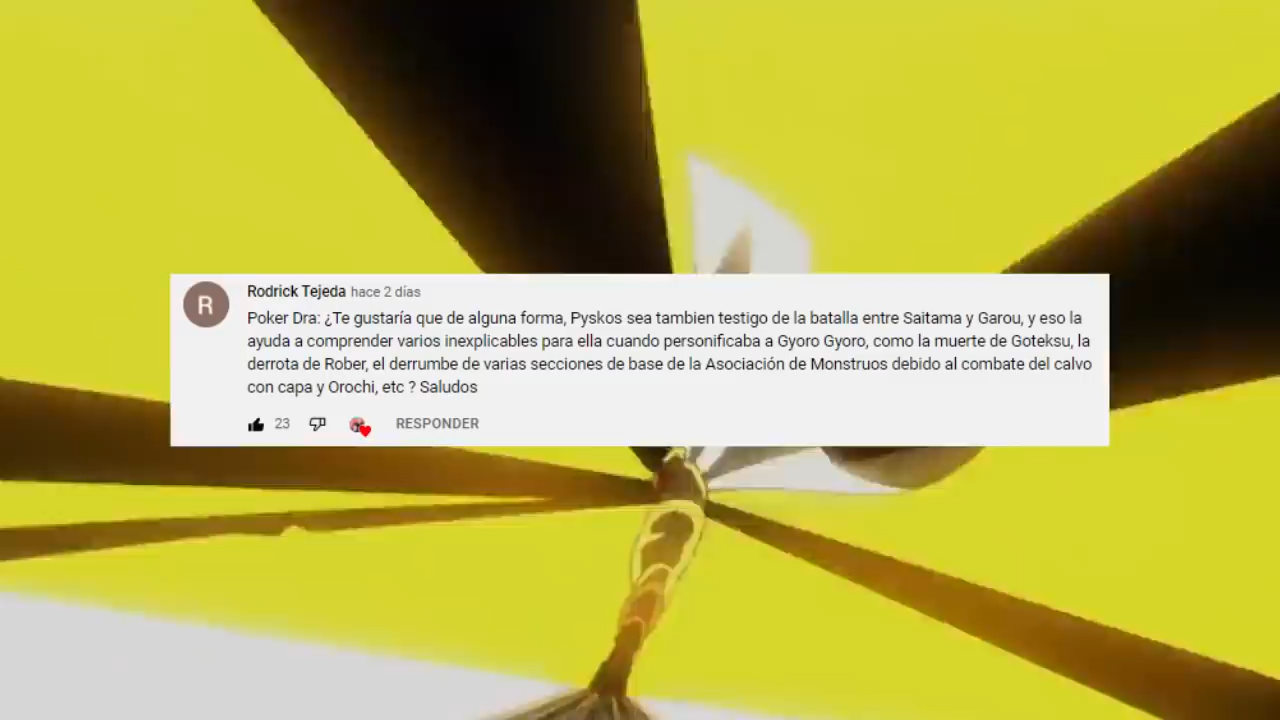 R
Rodrick Tejeda hace 2 días
Poker Dra: ¿Te gustaría que de alguna forma, Pyskos sea tambien testigo de la batalla entre Saitama y Garou, y eso la
ayuda a comprender varios inexplicables para ella cuando personificaba a Gyoro Gyoro, como la muerte de Goteksu, la
derrota de Rober, el derrumbe de varias secciones de base de la Asociación de Monstruos debido al combate del calvo
con capa y Orochi, etc ? Saludos
23 RESPONDER